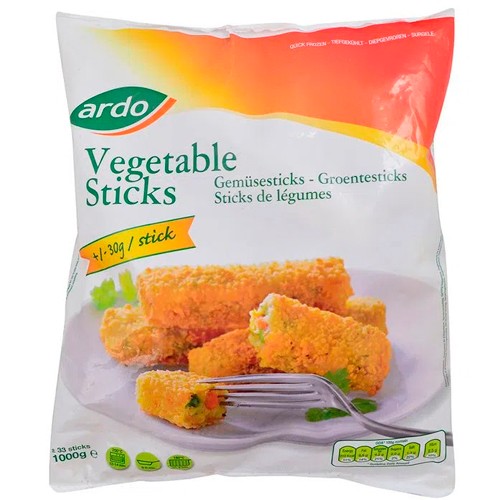 QUICK FROZEN - TIEFGEKÜHLT - DIEPGEVROREN - SURGELÉ
ardo
Vegetable
Sticks
Gemüsesticks - Groentesticks
Sticks de légumes
+/- 30g / stick
± 33 sticks
1000g e